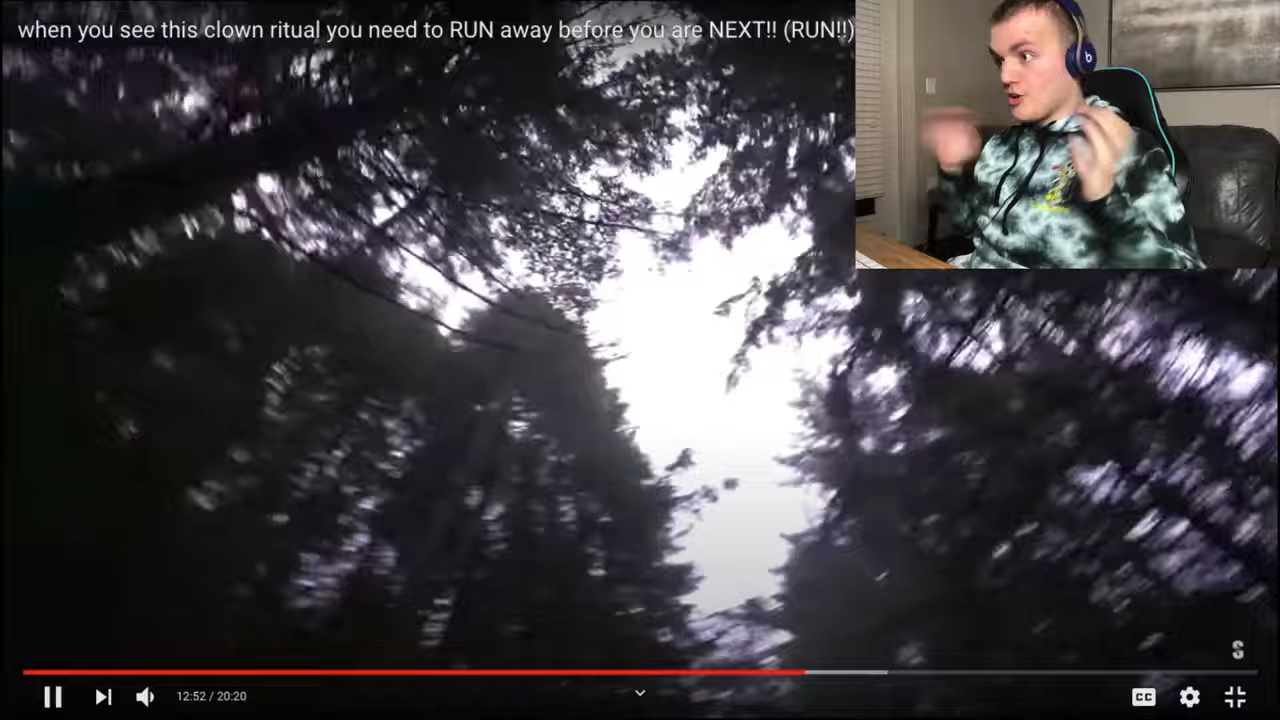 when you see this clown ritual you need to RUN away before you are NEXT!! (RUN!!)
b
S
12:52 / 20:20
CC